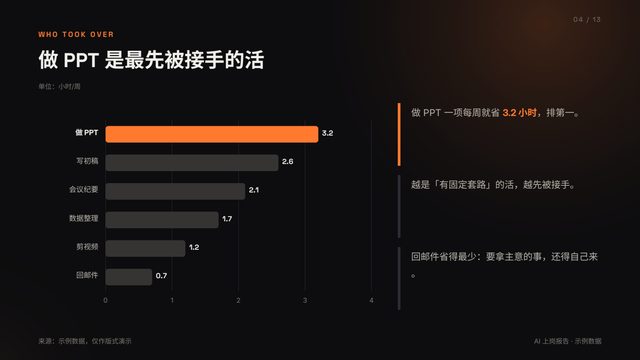 04 / 13
WHO TOOK OVER
做 PPT 是最先被接手的活
单位：小时/周
做 PPT 3.2
写初稿 2.6
会议纪要 2.1
数据整理 1.7
剪视频 1.2
回邮件 0.7
0 1 2 3 4
做 PPT 一项每周就省 3.2 小时，排第一。
越是「有固定套路」的活，越先被接手。
回邮件省得最少：要拿主意的事，还得自己来
。
来源：示例数据，仅作版式演示
AI 上岗报告 · 示例数据